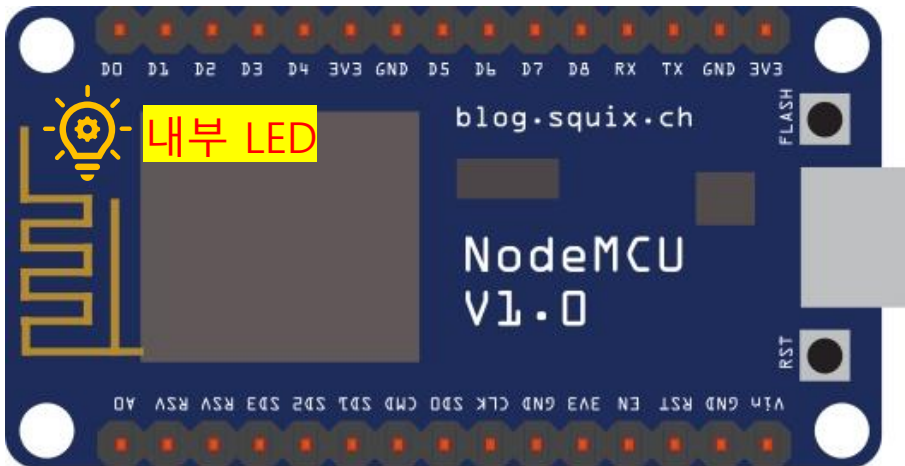 D0 D1 D2 D3 D4 3V3 GND D5 D6 D7 D8 RX TX GND 3V3
내부 LED
blog.squix.ch
FLASH
NodeMCU
V1.0
RST
A0 RSV RSV SD3 SD2 SD1 CMD SD0 CLK GND 3V3 EN RST GND Vin